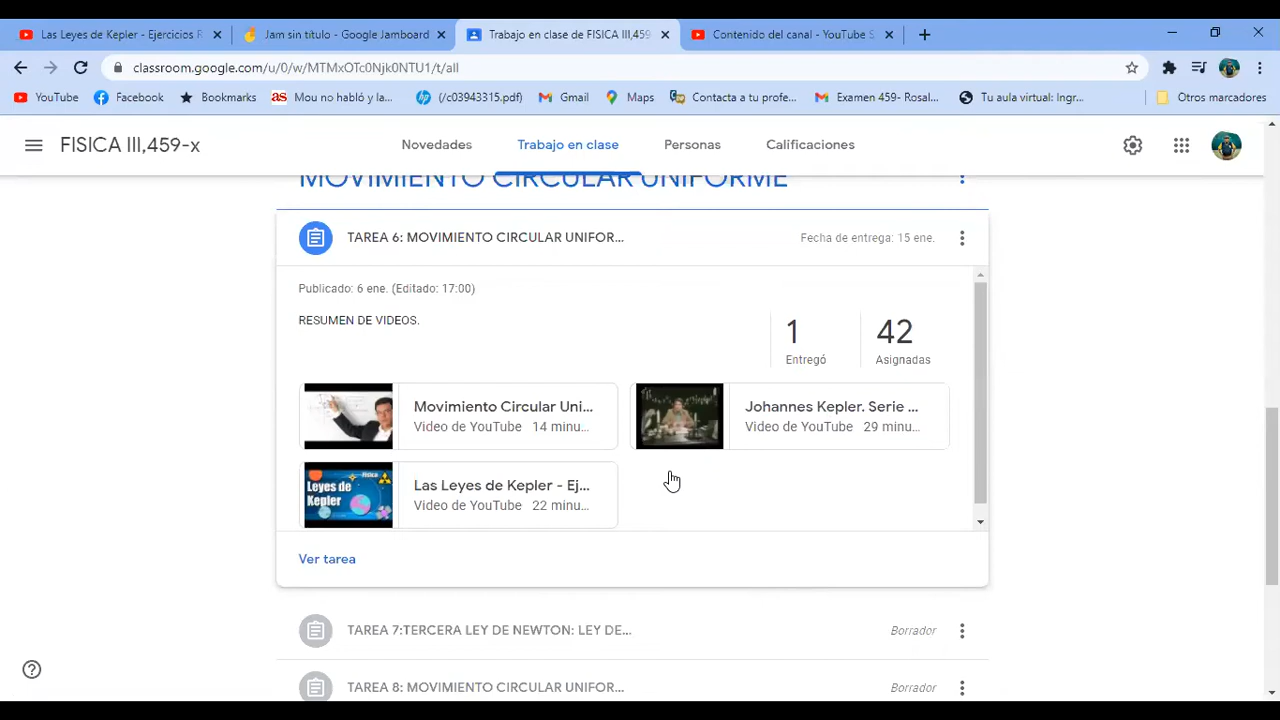 Las Leyes de Kepler - Ejercicios R
Jam sin título - Google Jamboard
Trabajo en clase de FISICA III,459
Contenido del canal - YouTube S
classroom.google.com/u/0/w/MTMxOTc0Njk0NTU1/t/all
YouTube
Facebook
Bookmarks
as
Mou no habló y la...
hp
(/c03943315.pdf)
Gmail
Maps
Contacta a tu profe...
Examen 459- Rosal...
Tu aula virtual: Ingr...
Otros marcadores
FISICA III,459-x
Novedades
Trabajo en clase
Personas
Calificaciones
MOVIMIENTO CIRCULAR UNIFORME
TAREA 6: MOVIMIENTO CIRCULAR UNIFOR...
Fecha de entrega: 15 ene.
Publicado: 6 ene. (Editado: 17:00)
RESUMEN DE VIDEOS.
1
Entregó
42
Asignadas
Movimiento Circular Uni...
Video de YouTube 14 minu...
Johannes Kepler. Serie ...
Video de YouTube 29 minu...
FÍSICA
Leyes de
Kepler
Las Leyes de Kepler - Ej...
Video de YouTube 22 minu...
Ver tarea
TAREA 7:TERCERA LEY DE NEWTON: LEY DE...
Borrador
TAREA 8: MOVIMIENTO CIRCULAR UNIFOR...
Borrador